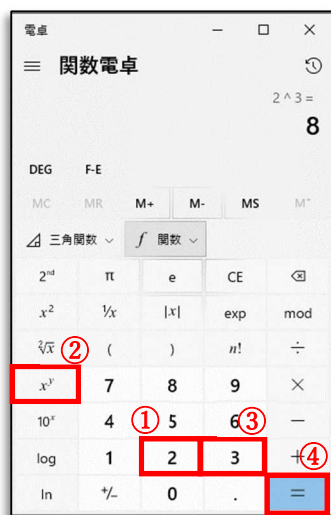 電卓
関数電卓
2 ^ 3 =
8
DEG F-E
MC MR M+ M- MS M˅
三角関数 f 関数
2ⁿᵈ π e CE
x² ¹/x |x| exp mod
²√x ② ( ) n! ÷
xʸ 7 8 9 ×
10ˣ 4 ① 5 6 ③ −
log 1 2 3 + ④
ln +/− 0 . =